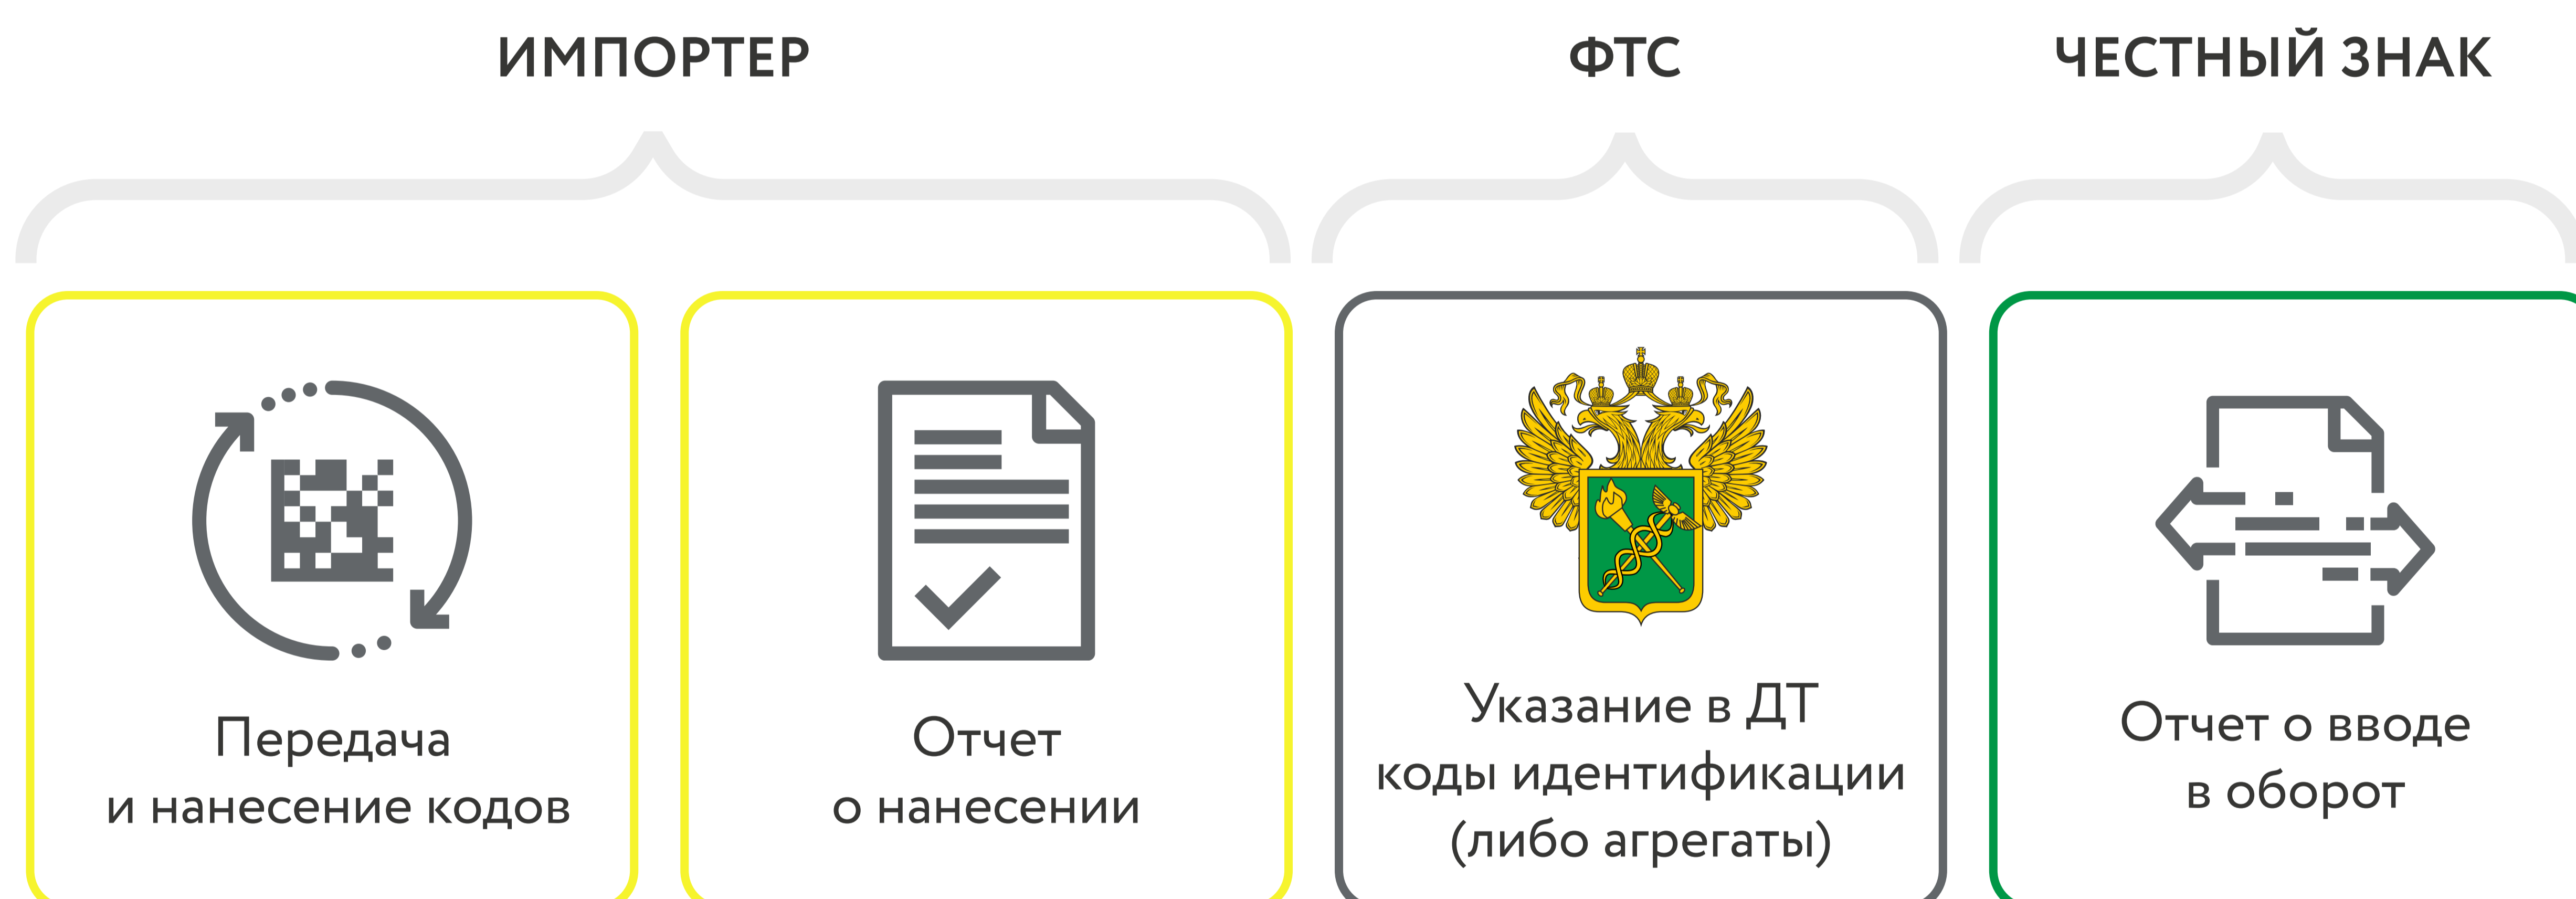 ИМПОРТЕР
ФТС
ЧЕСТНЫЙ ЗНАК
Передача
и нанесение кодов
Отчет
о нанесении
Указание в ДТ
коды идентификации
(либо агрегаты)
Отчет о вводе
в оборот